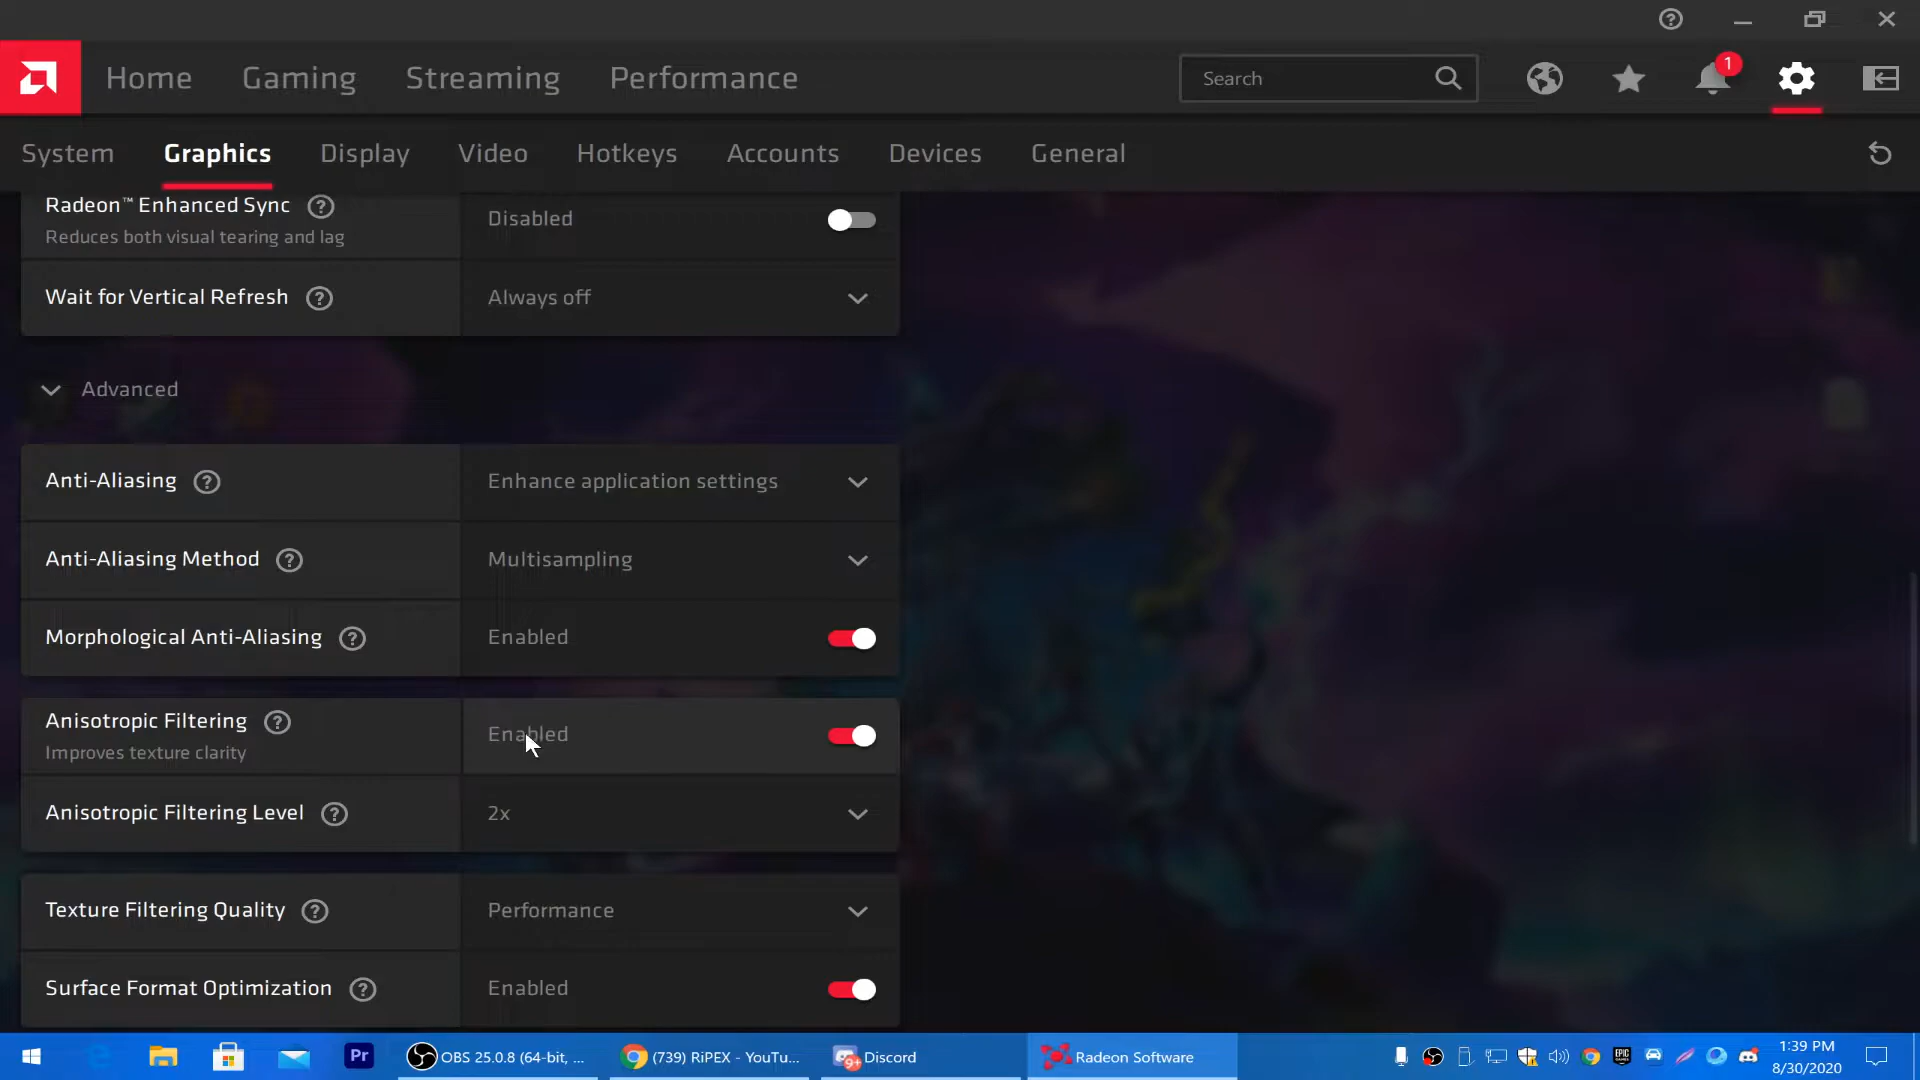 Home Gaming Streaming Performance Search 1
System Graphics Display Video Hotkeys Accounts Devices General
Radeon™ Enhanced Sync ? Disabled
Reduces both visual tearing and lag
Wait for Vertical Refresh ? Always off
Advanced
Anti-Aliasing ? Enhance application settings
Anti-Aliasing Method ? Multisampling
Morphological Anti-Aliasing ? Enabled
Anisotropic Filtering ? Enabled
Improves texture clarity
Anisotropic Filtering Level ? 2x
Texture Filtering Quality ? Performance
Surface Format Optimization ? Enabled
Pr OBS 25.0.8 (64-bit, ... (739) RiPEX - YouTu... 9+ Discord Radeon Software EPIC GAMES 1:39 PM
8/30/2020